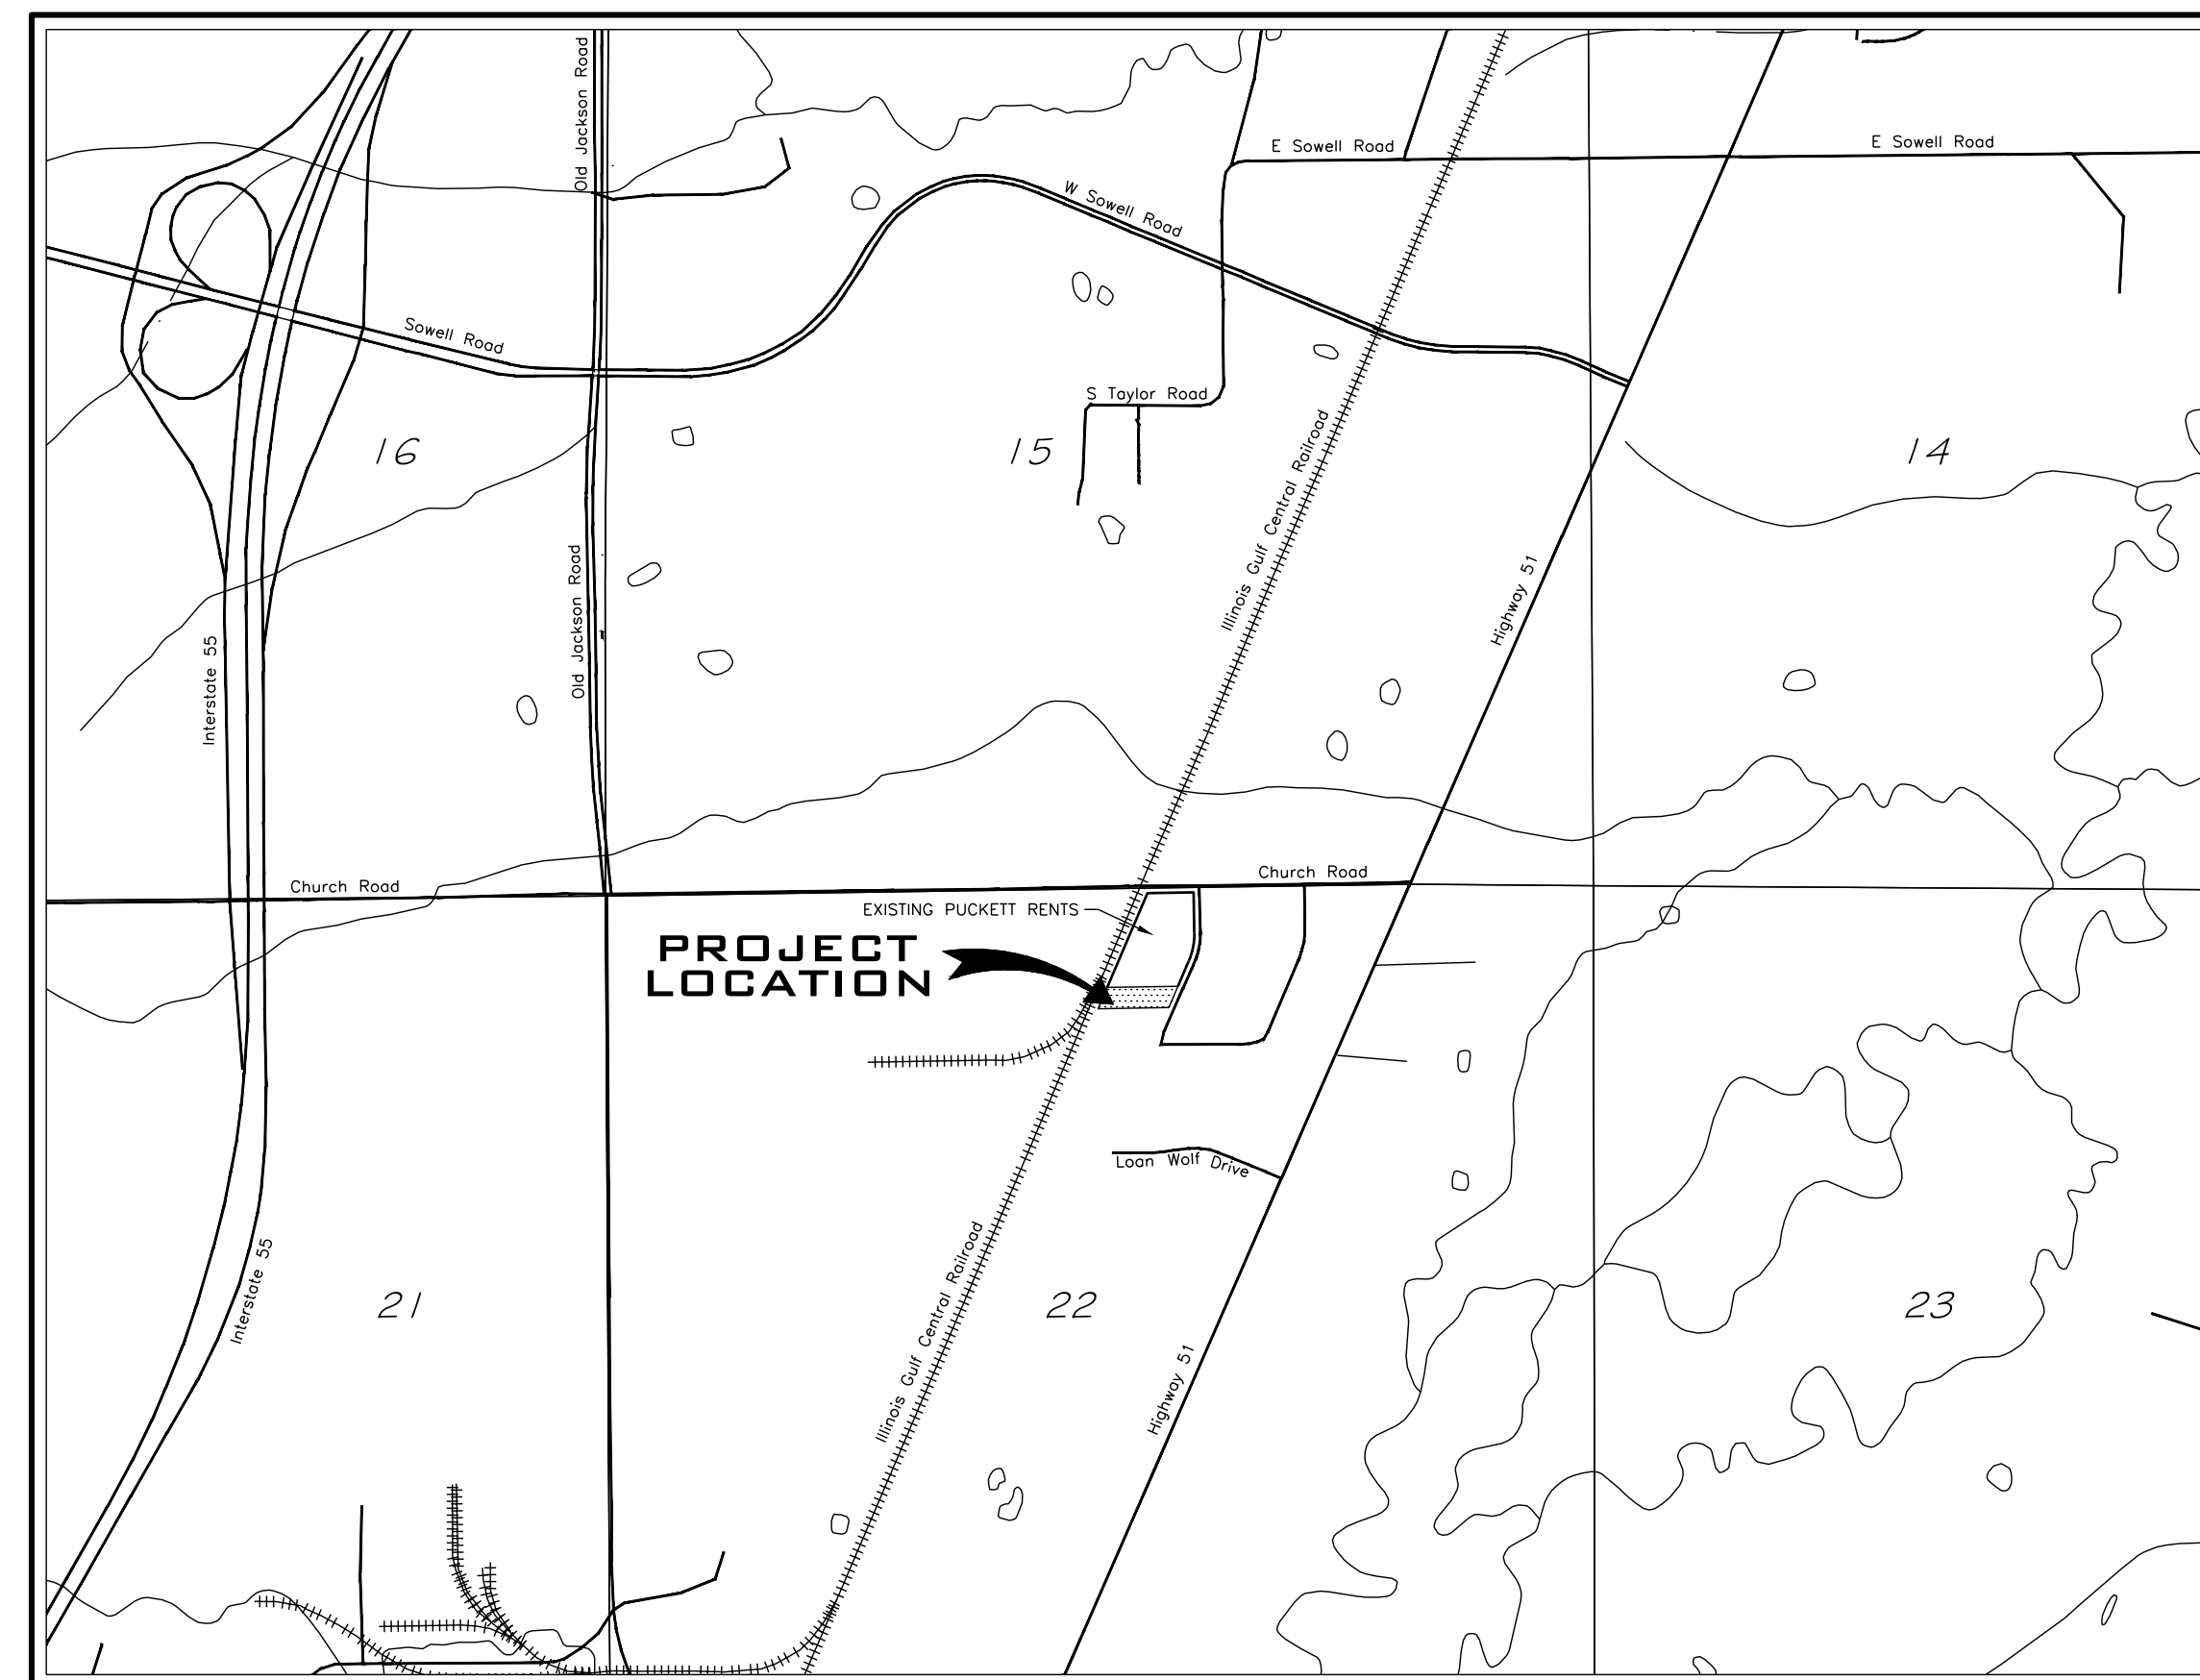 Old Jackson Road
E Sowell Road
E Sowell Road
W Sowell Road
Sowell Road
S Taylor Road
16
15
14
Illinois Gulf Central Railroad
Highway 51
Old Jackson Road
Interstate 55
Church Road
Church Road
EXISTING PUCKETT RENTS
PROJECT
LOCATION
Loan Wolf Drive
Interstate 55
Illinois Gulf Central Railroad
21
22
23
Highway 51